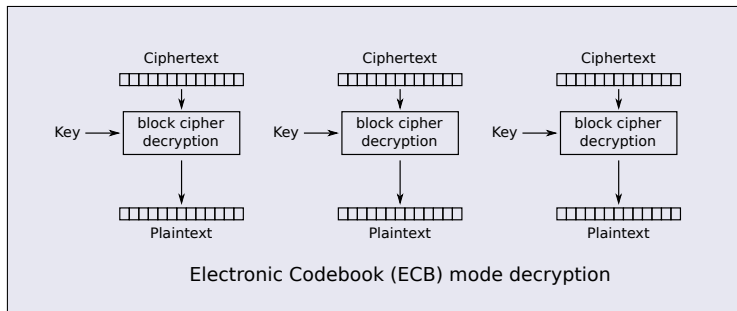 Ciphertext
Ciphertext
Ciphertext
Key
block cipher
decryption
Key
block cipher
decryption
Key
block cipher
decryption
Plaintext
Plaintext
Plaintext
Electronic Codebook (ECB) mode decryption